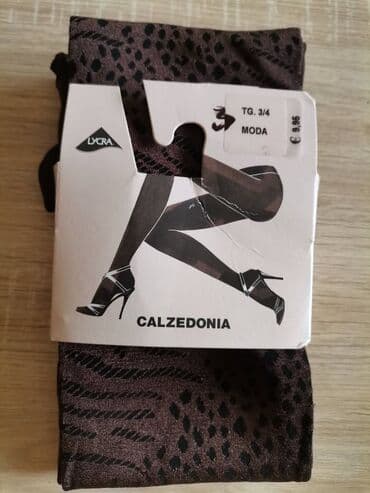 LYCRA
3
TG. 3/4
MODA
€ 9,95
CALZEDONIA